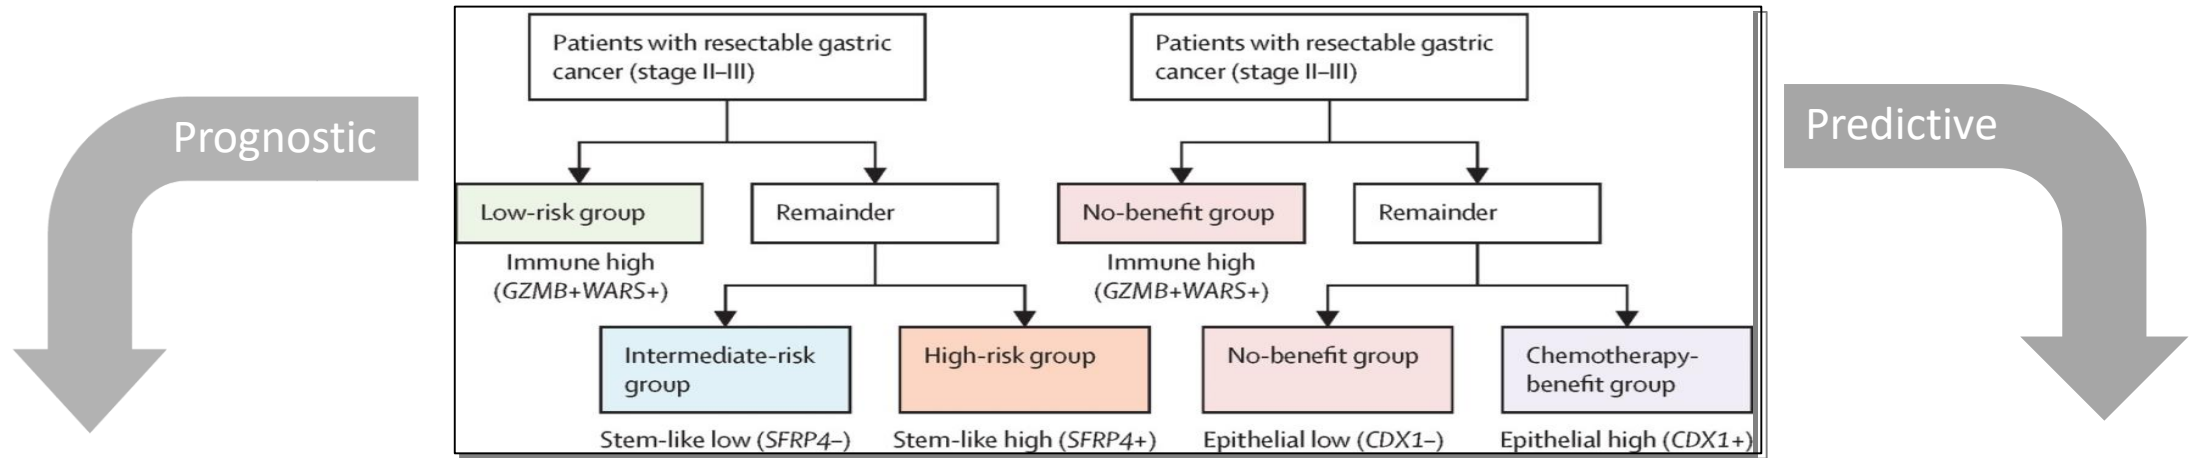 Prognostic
Patients with resectable gastric
cancer (stage II–III)
Low-risk group
Remainder
Immune high
(GZMB+WARS+)
Intermediate-risk
group
High-risk group
Stem-like low (SFRP4–)
Stem-like high (SFRP4+)
Patients with resectable gastric
cancer (stage II–III)
No-benefit group
Remainder
Immune high
(GZMB+WARS+)
No-benefit group
Chemotherapy-
benefit group
Epithelial low (CDX1–)
Epithelial high (CDX1+)
Predictive